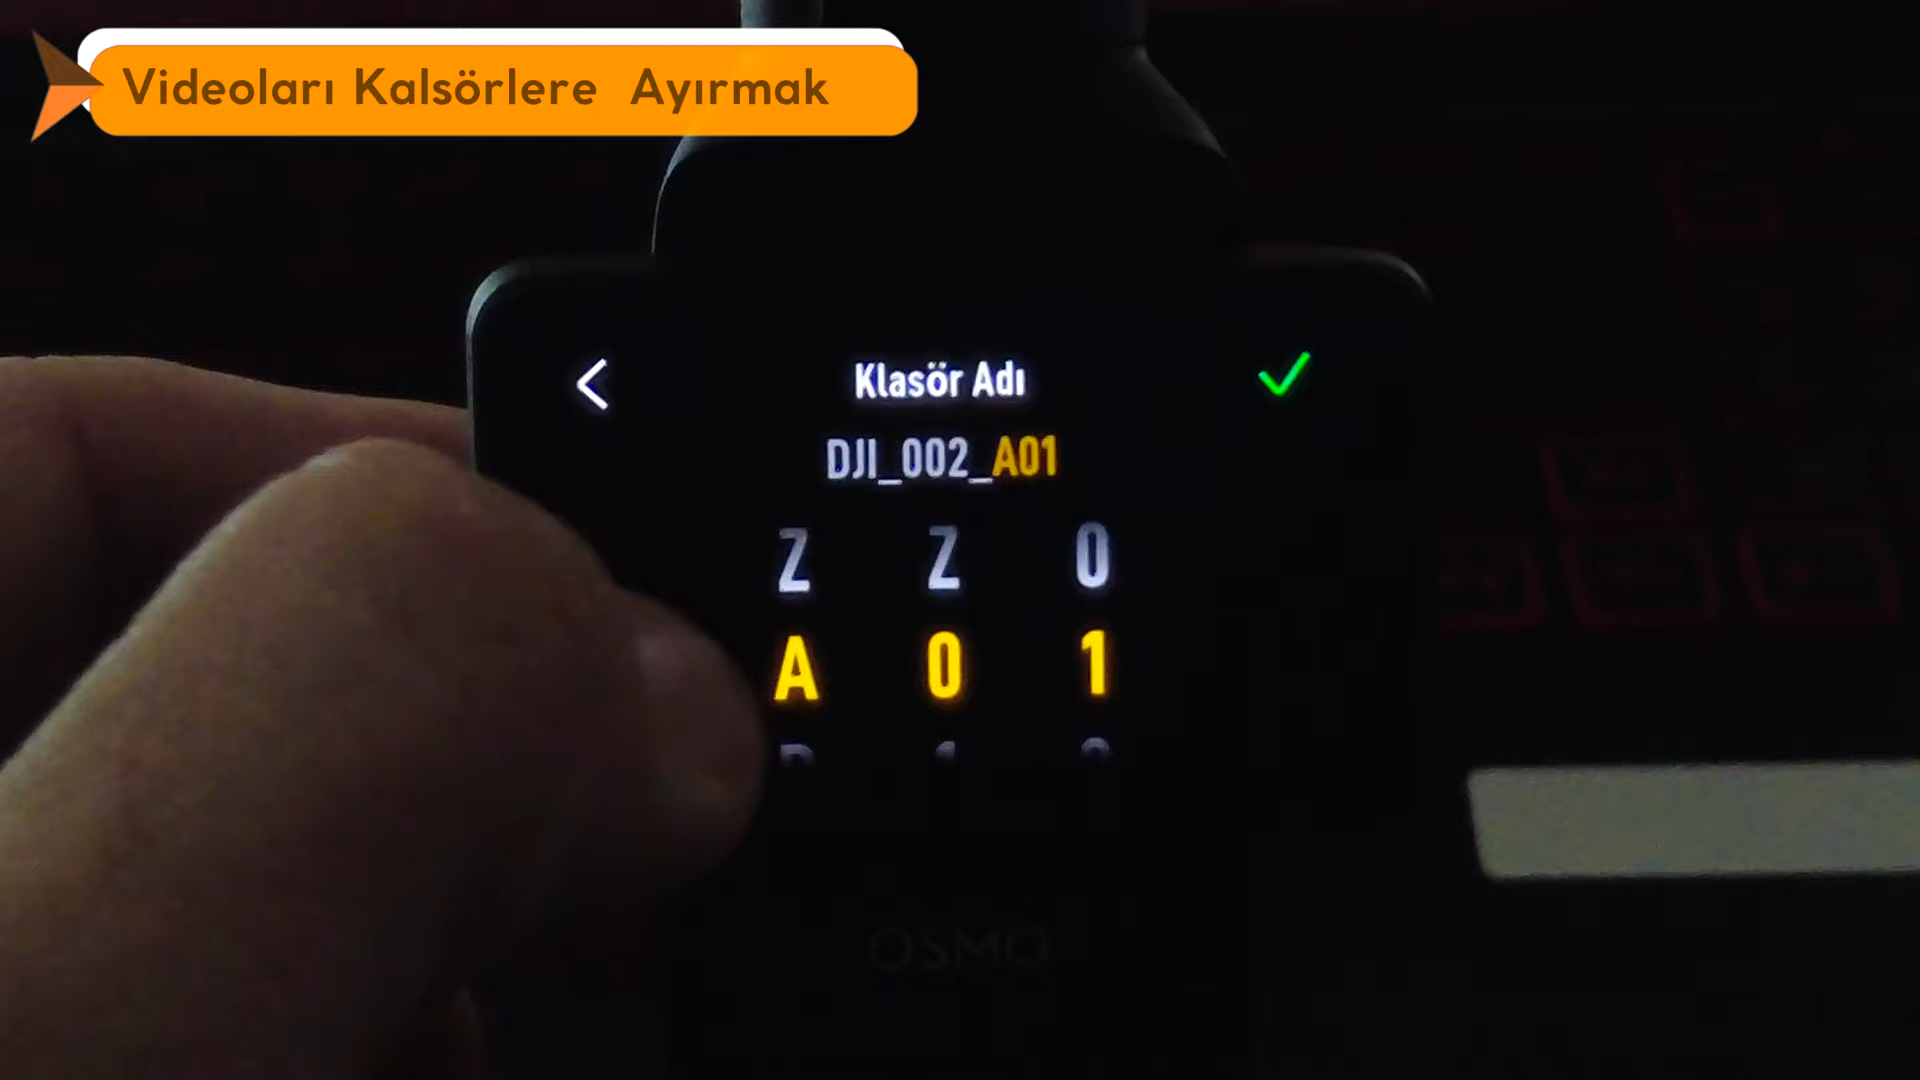 Videoları Kalsörlere Ayırmak
Klasör Adı
DJI_002_A01
Z Z 0
A 0 1
OSMO